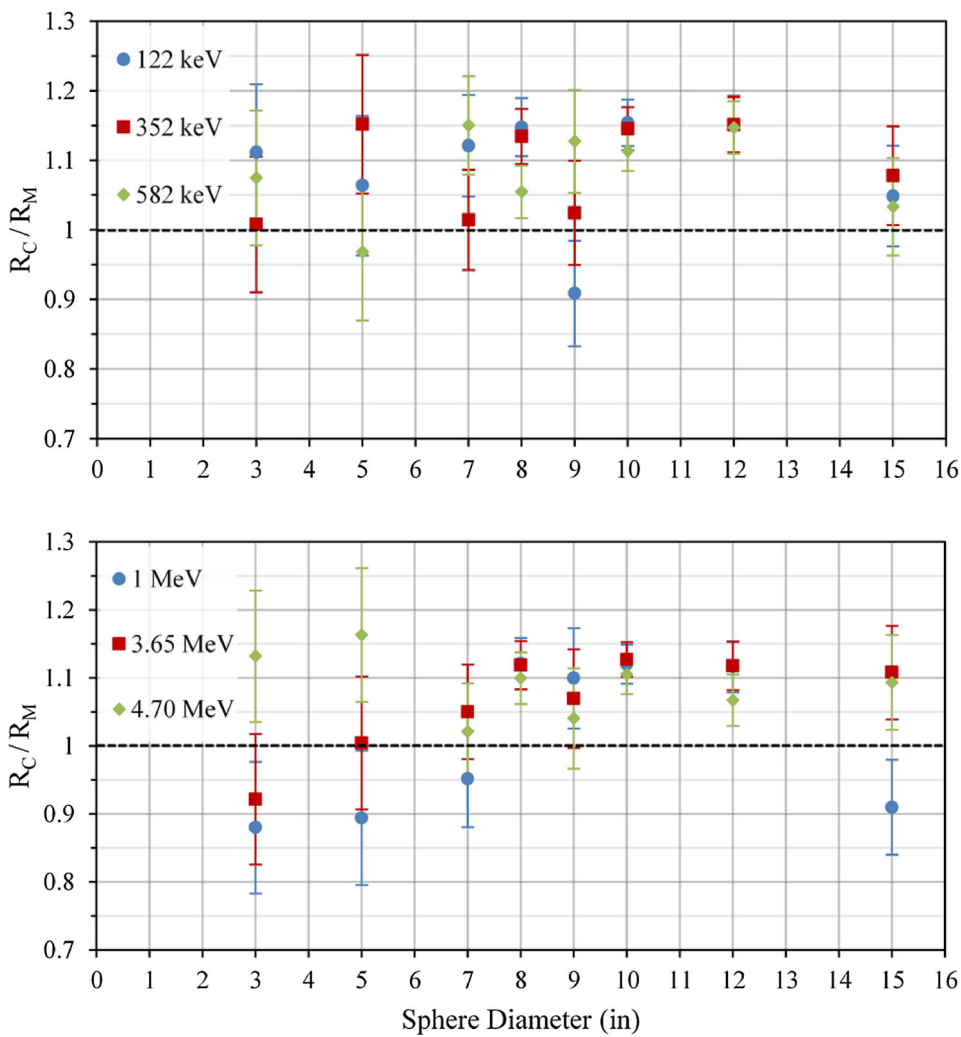 1.3
1.2
1.1
1
0.9
0.8
0.7
R_C / R_M
122 keV
352 keV
582 keV
0 1 2 3 4 5 6 7 8 9 10 11 12 13 14 15 16
1.3
1.2
1.1
1
0.9
0.8
0.7
R_C / R_M
1 MeV
3.65 MeV
4.70 MeV
0 1 2 3 4 5 6 7 8 9 10 11 12 13 14 15 16
Sphere Diameter (in)